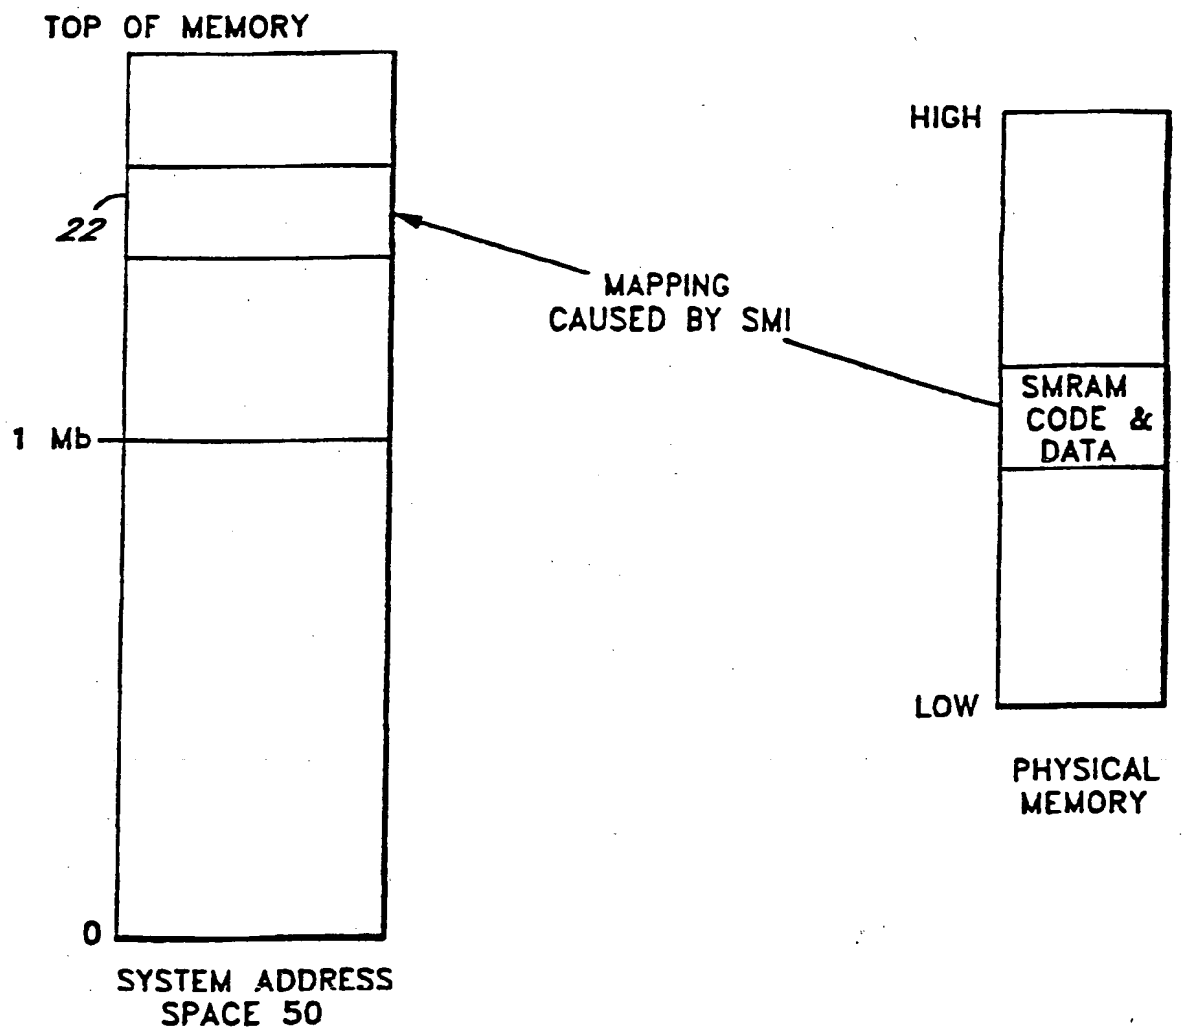 TOP OF MEMORY
HIGH
22
MAPPING
CAUSED BY SMI
SMRAM
CODE &
DATA
1 Mb
LOW
PHYSICAL
MEMORY
0
SYSTEM ADDRESS
SPACE 50